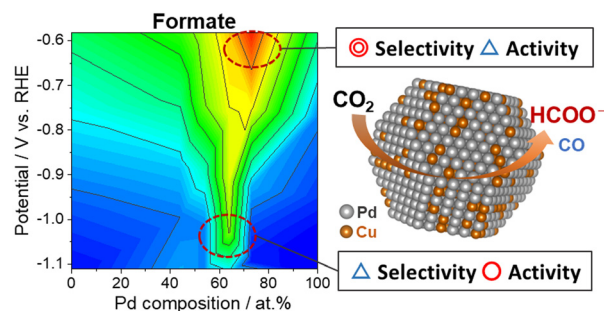 Formate
-0.6
-0.7
-0.8
-0.9
-1.0
-1.1
Potential / V vs. RHE
0 20 40 60 80 100
Pd composition / at.%
◎ Selectivity △ Activity
CO₂
HCOO⁻
CO
Pd
Cu
△ Selectivity ○ Activity